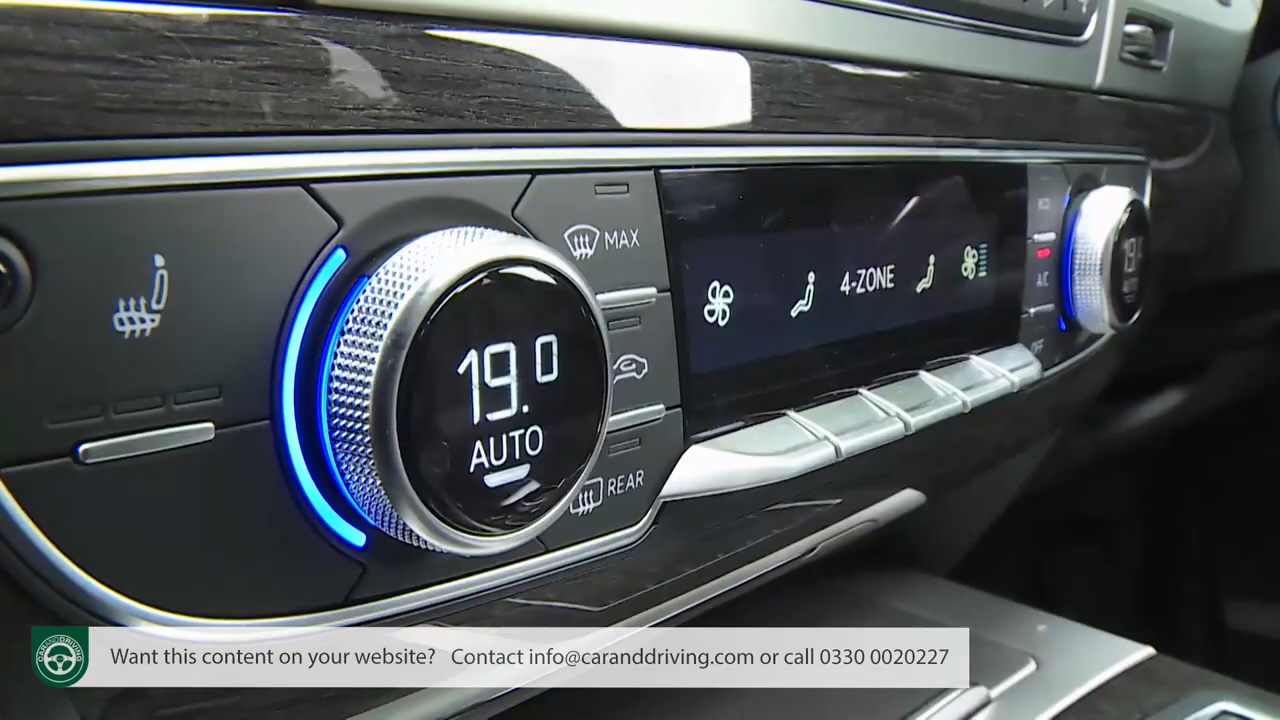 MAX
4-ZONE
A/C
OFF
19.0
AUTO
REAR
CARANDDRIVING
Want this content on your website? Contact info@caranddriving.com or call 0330 0020227